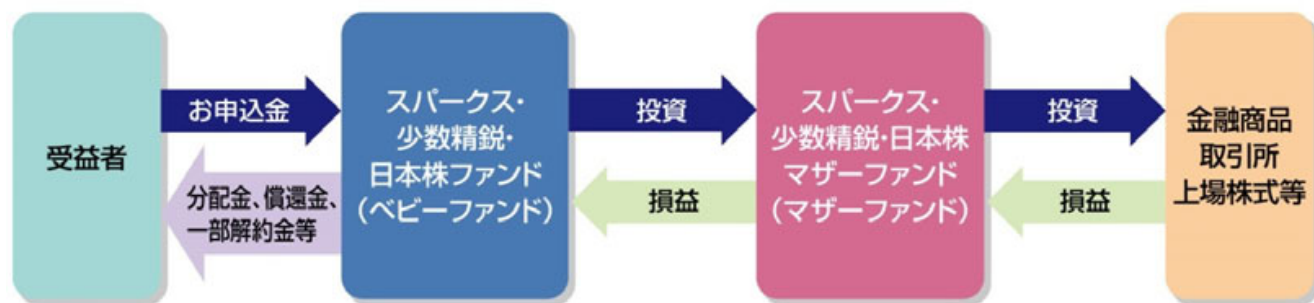 受益者
お申込金
分配金、償還金、
一部解約金等
スパークス・
少数精鋭・
日本株ファンド
(ベビーファンド)
投資
損益
スパークス・
少数精鋭・日本株
マザーファンド
(マザーファンド)
投資
損益
金融商品
取引所
上場株式等